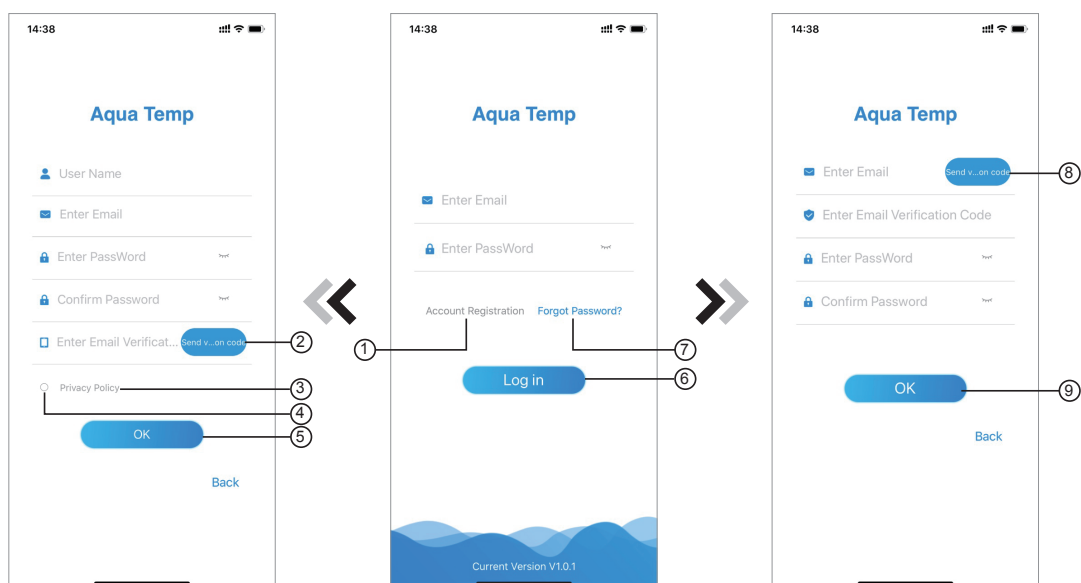 14:38
Aqua Temp
User Name
Enter Email
Enter PassWord
Confirm Password
Enter Email Verificat... Send v...on code
Privacy Policy
OK
Back
2
3
4
5
14:38
Aqua Temp
Enter Email
Enter PassWord
Account Registration Forgot Password?
Log in
Current Version V1.0.1
1
7
6
14:38
Aqua Temp
Enter Email Send v...on code
Enter Email Verification Code
Enter PassWord
Confirm Password
OK
Back
8
9